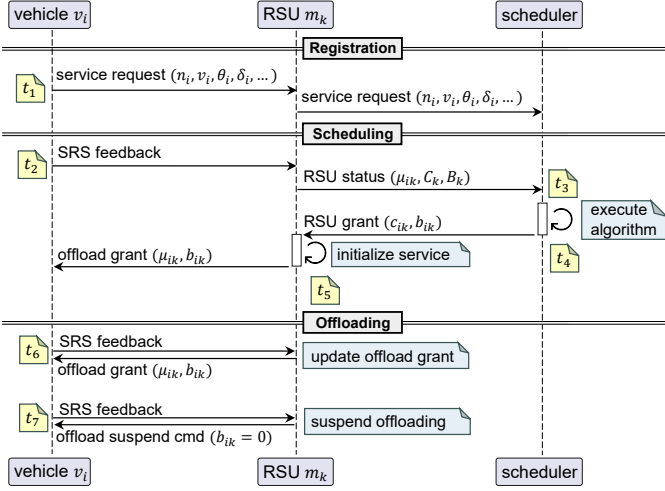 vehicle v_i RSU m_k scheduler
Registration
t_1 service request (n_i, v_i, θ_i, δ_i, …)
service request (n_i, v_i, θ_i, δ_i, …)
Scheduling
t_2 SRS feedback
RSU status (μ_ik, C_k, B_k) t_3
RSU grant (c_ik, b_ik) execute
algorithm
offload grant (μ_ik, b_ik) initialize service t_4
t_5
Offloading
t_6 SRS feedback
update offload grant
offload grant (μ_ik, b_ik)
t_7 SRS feedback
suspend offloading
offload suspend cmd (b_ik = 0)
vehicle v_i RSU m_k scheduler